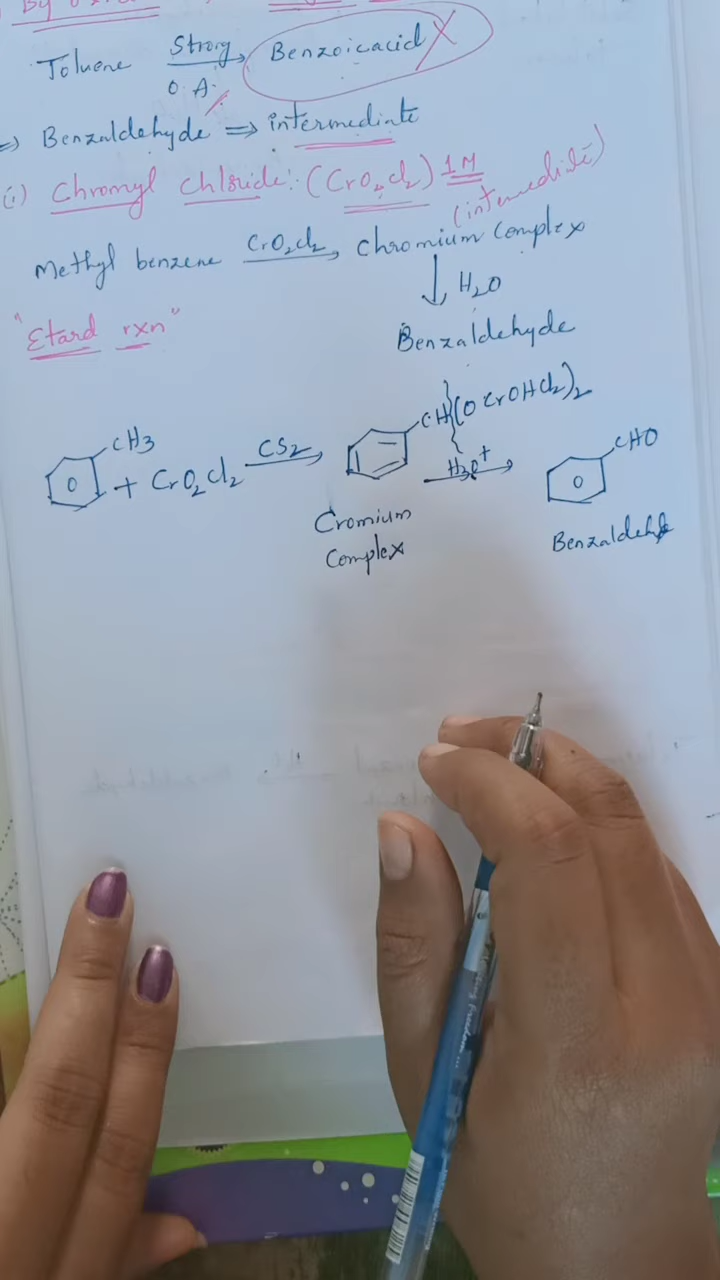 By
Toluene Strong O.A. → Benzoicacid X
⇒ Benzaldehyde ⇒ intermediate
(i) Chromyl chloride:- (CrO2Cl2) 1M
(intermediate)
Methyl benzene CrO2Cl2 → chromium complex
↓ H2O
"Etard rxn"
Benzaldehyde
CH3 + CrO2Cl2 CS2 → CH(OCrOHCl2)2 H3O+ → CHO
Cromium
Complex